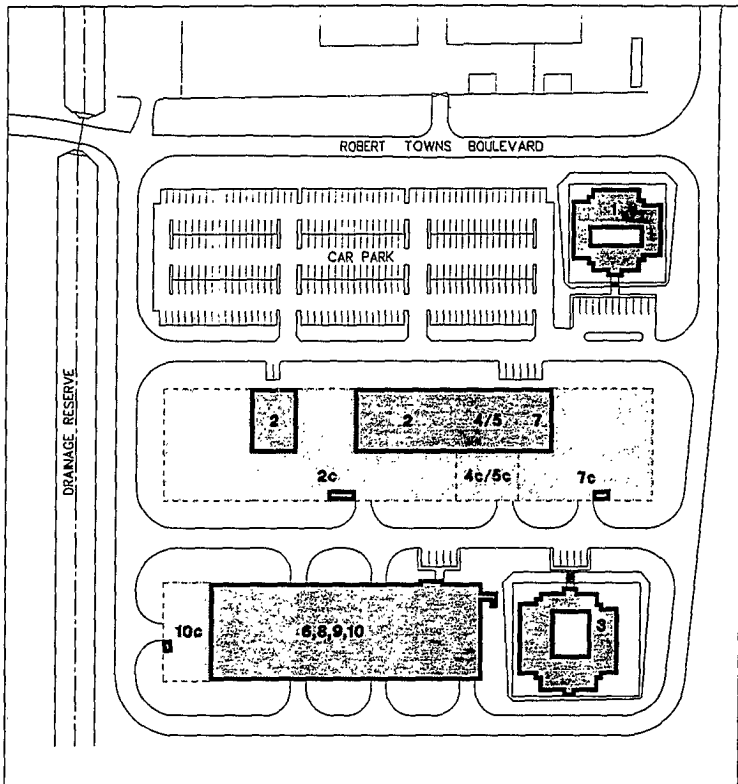 ROBERT TOWNS BOULEVARD
1
CAR PARK
DRAINAGE RESERVE
2
2
4/5
7
2c
4c/5c
7c
10c
6,8,9,10
3